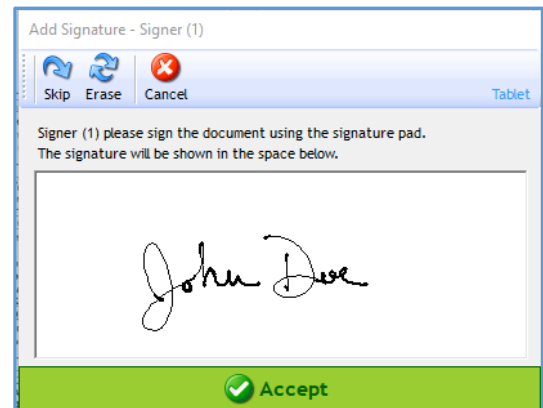 Add Signature - Signer (1)
Skip Erase Cancel Tablet
Signer (1) please sign the document using the signature pad.
The signature will be shown in the space below.
John Doe
Accept